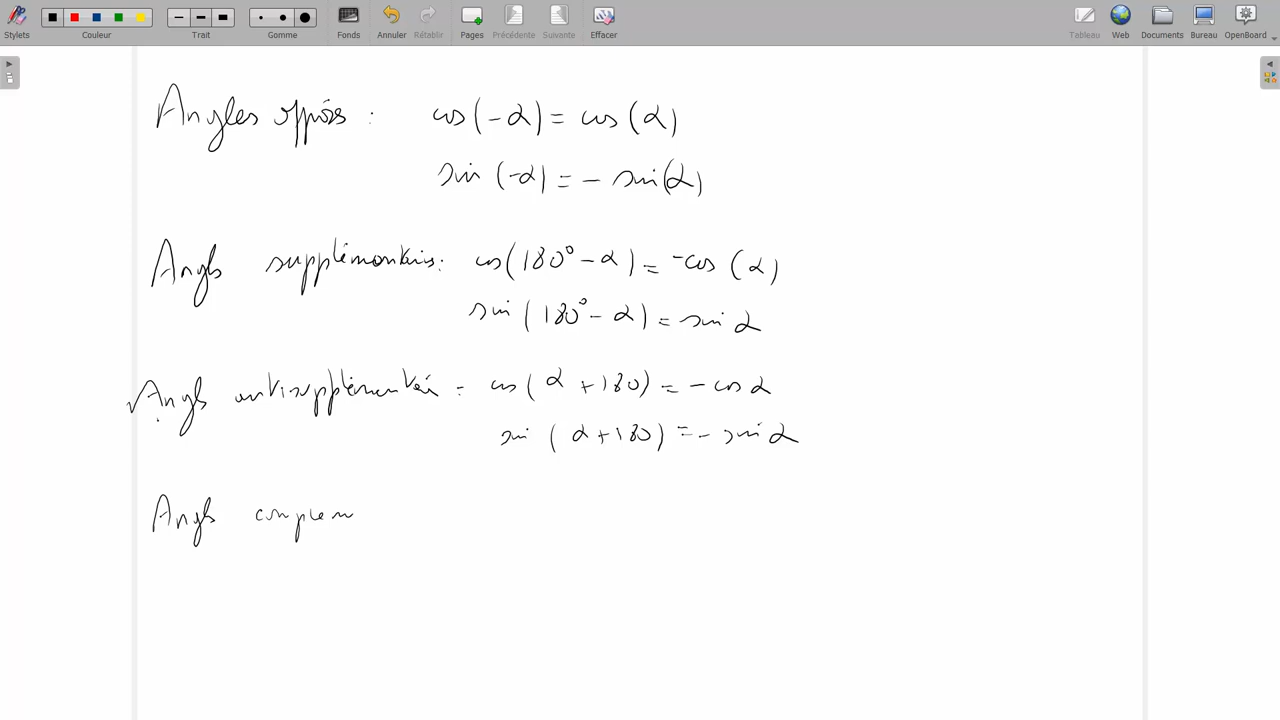 Stylets Couleur Trait Gomme Fonds Annuler Rétablir Pages Précédente Suivante Effacer Tableau Web Documents Bureau OpenBoard
Angles opposés : cos(-α) = cos(α)
sin(-α) = - sin(α)
Angles supplémentaires : cos(180° - α) = -cos(α)
sin(180° - α) = sin α
Angles antisupplémentaires : cos(α + 180) = - cos α
sin(α + 180) = - sin α
Angles complem